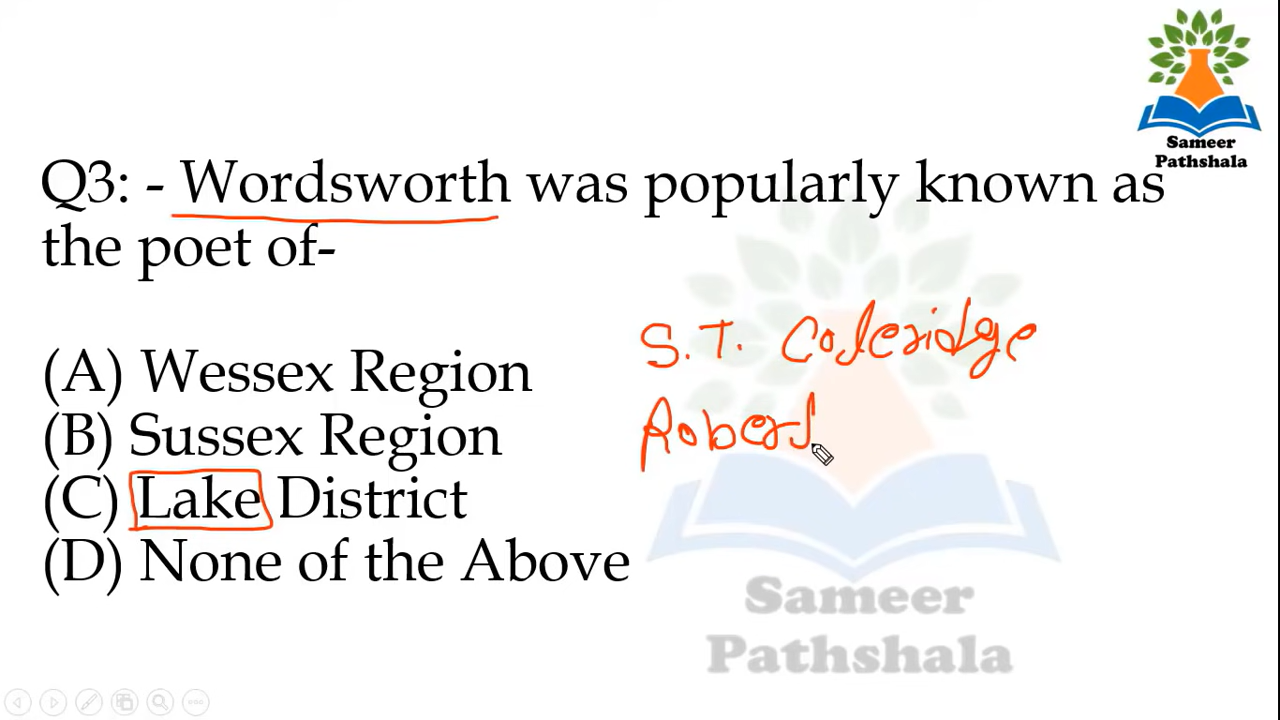 Sameer
Pathshala
Q3: - Wordsworth was popularly known as
the poet of-
(A) Wessex Region
(B) Sussex Region
(C) Lake District
(D) None of the Above
S.T. Coleridge
Robert
Sameer
Pathshala